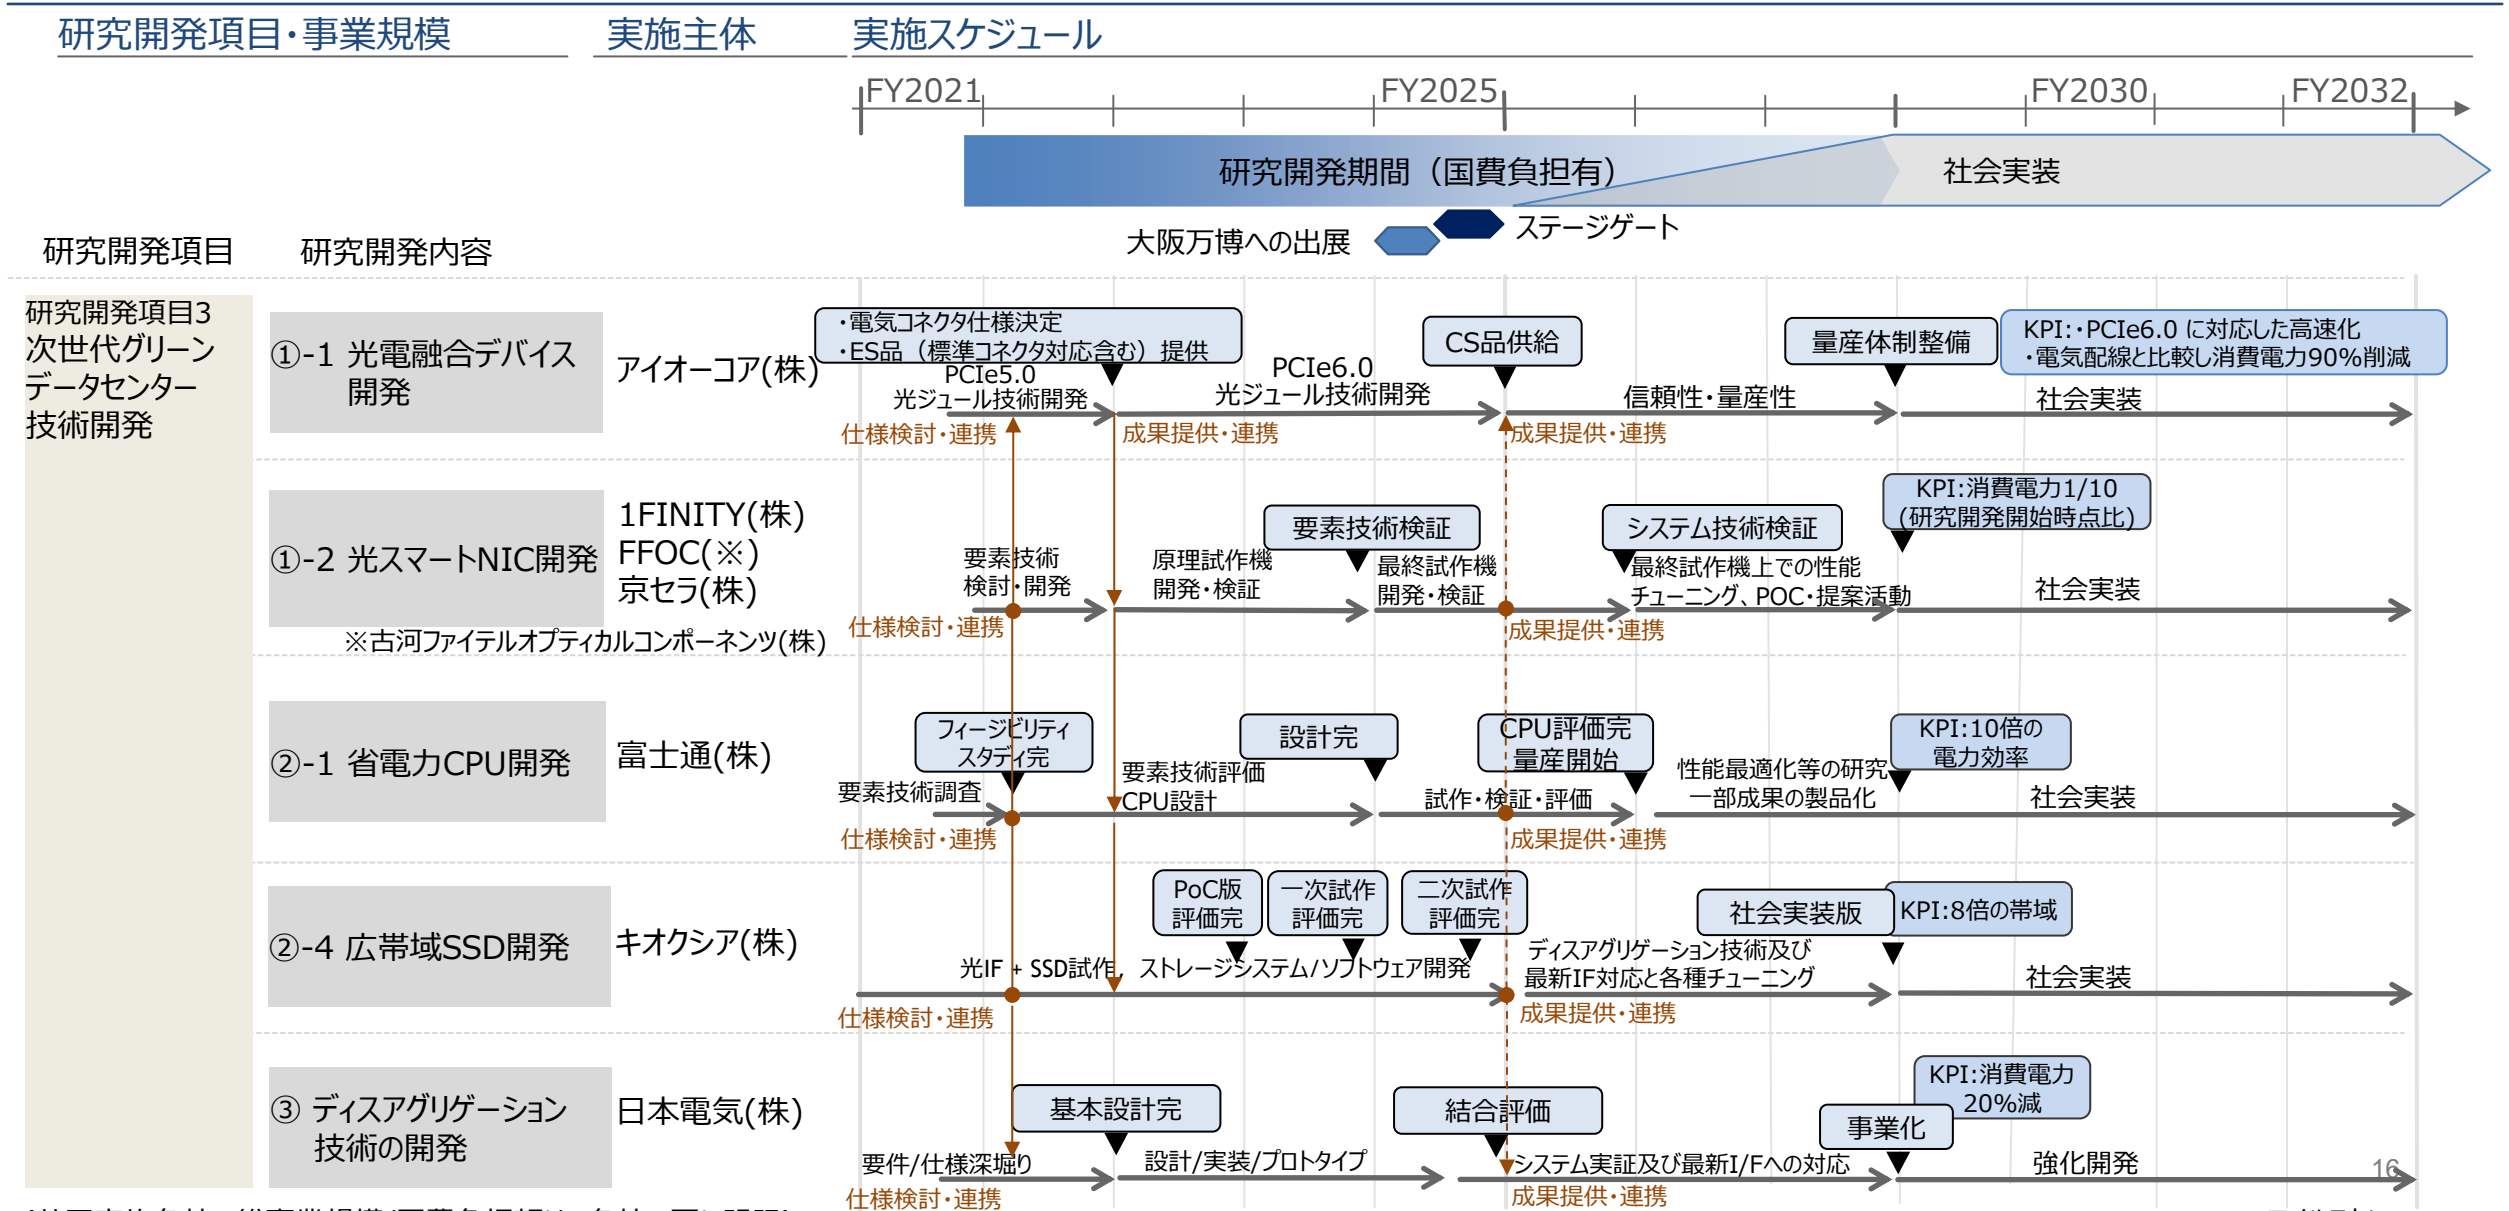 研究開発項目・事業規模
実施主体
実施スケジュール
FY2021
FY2025
FY2030
FY2032
研究開発期間（国費負担有）
社会実装
ステージゲート
大阪万博への出展
研究開発項目
研究開発内容
研究開発項目3
次世代グリーン
データセンター
技術開発
①-1 光電融合デバイス
開発
アイオーコア(株)
・電気コネクタ仕様決定
・ES品（標準コネクタ対応含む）提供
CS品供給
量産体制整備
KPI:・PCIe6.0 に対応した高速化
・電気配線と比較し消費電力90%削減
PCIe5.0
光ジュール技術開発
PCIe6.0
光ジュール技術開発
信頼性・量産性
社会実装
仕様検討・連携
成果提供・連携
成果提供・連携
①-2 光スマートNIC開発
1FINITY(株)
FFOC(※)
京セラ(株)
※古河ファイテルオプティカルコンポーネンツ(株)
要素技術検証
システム技術検証
KPI:消費電力1/10
(研究開発開始時点比)
要素技術
検討・開発
原理試作機
開発・検証
最終試作機
開発・検証
最終試作機上での性能
チューニング、POC・提案活動
社会実装
仕様検討・連携
成果提供・連携
②-1 省電力CPU開発
富士通(株)
フィージビリティ
スタディ完
設計完
CPU評価完
量産開始
KPI:10倍の
電力効率
要素技術調査
要素技術評価
CPU設計
試作・検証・評価
性能最適化等の研究
一部成果の製品化
社会実装
仕様検討・連携
成果提供・連携
②-4 広帯域SSD開発
キオクシア(株)
PoC版
評価完
一次試作
評価完
二次試作
評価完
社会実装版
KPI:8倍の帯域
光IF + SSD試作，ストレージシステム/ソフトウェア開発
ディスアグリゲーション技術及び
最新IF対応と各種チューニング
社会実装
仕様検討・連携
成果提供・連携
③ ディスアグリゲーション
技術の開発
日本電気(株)
基本設計完
結合評価
事業化
KPI:消費電力
20%減
要件/仕様深堀り
設計/実装/プロトタイプ
システム実証及び最新I/Fへの対応
強化開発
仕様検討・連携
成果提供・連携
16